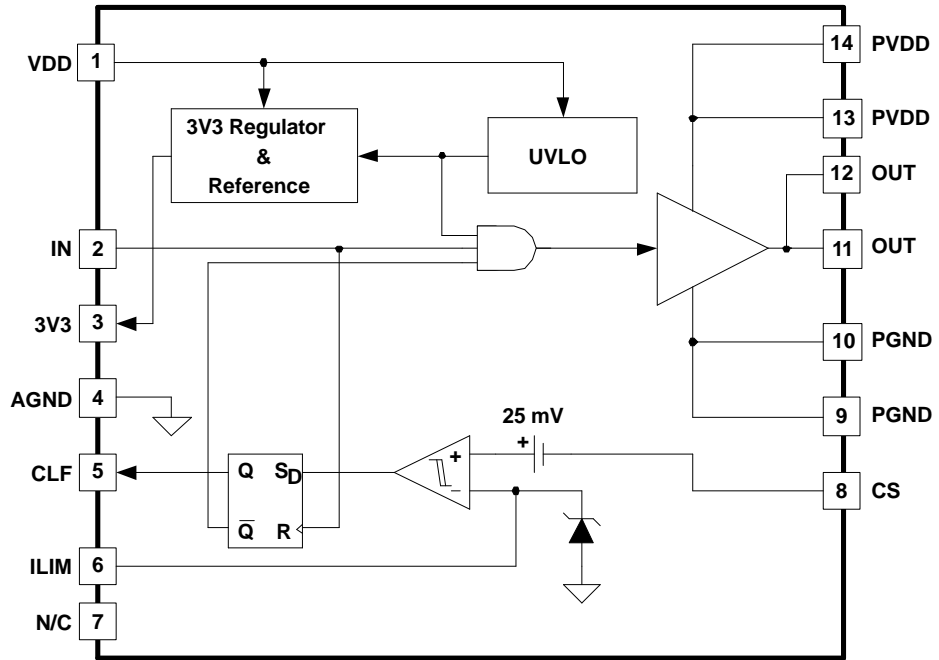 VDD
1
14
PVDD
3V3 Regulator
&
Reference
UVLO
13
PVDD
12
OUT
IN
2
11
OUT
3V3
3
10
PGND
AGND
4
9
PGND
25 mV
+
CLF
5
Q
SD
+
–
8
CS
Q̅
R
ILIM
6
N/C
7